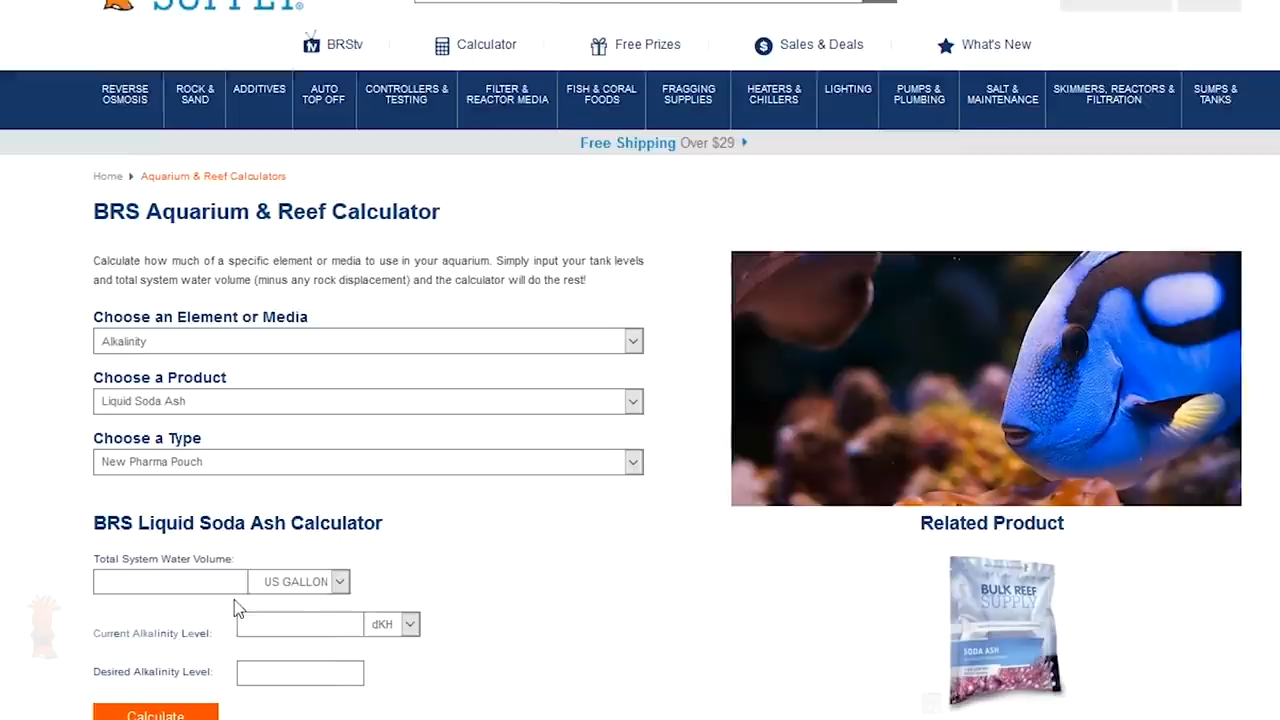 SUPPLY®
BRStv
Calculator
Free Prizes
Sales & Deals
What's New
REVERSE OSMOSIS
ROCK & SAND
ADDITIVES
AUTO TOP OFF
CONTROLLERS & TESTING
FILTER & REACTOR MEDIA
FISH & CORAL FOODS
FRAGGING SUPPLIES
HEATERS & CHILLERS
LIGHTING
PUMPS & PLUMBING
SALT & MAINTENANCE
SKIMMERS, REACTORS & FILTRATION
SUMPS & TANKS
Free Shipping Over $29
Home Aquarium & Reef Calculators
BRS Aquarium & Reef Calculator
Calculate how much of a specific element or media to use in your aquarium. Simply input your tank levels
and total system water volume (minus any rock displacement) and the calculator will do the rest!
Choose an Element or Media
Alkalinity
Choose a Product
Liquid Soda Ash
Choose a Type
New Pharma Pouch
BRS Liquid Soda Ash Calculator
Total System Water Volume:
US GALLON
Current Alkalinity Level:
dKH
Desired Alkalinity Level:
Calculate
Related Product
BULK REEF
SUPPLY
SODA ASH